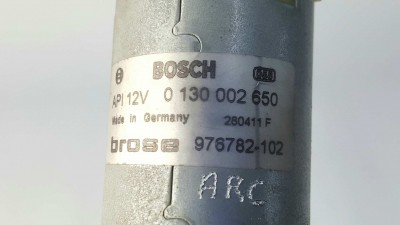 BOSCH
API 12V 0 130 002 650
Made in Germany 280411 F
brose 976782-102
ARC